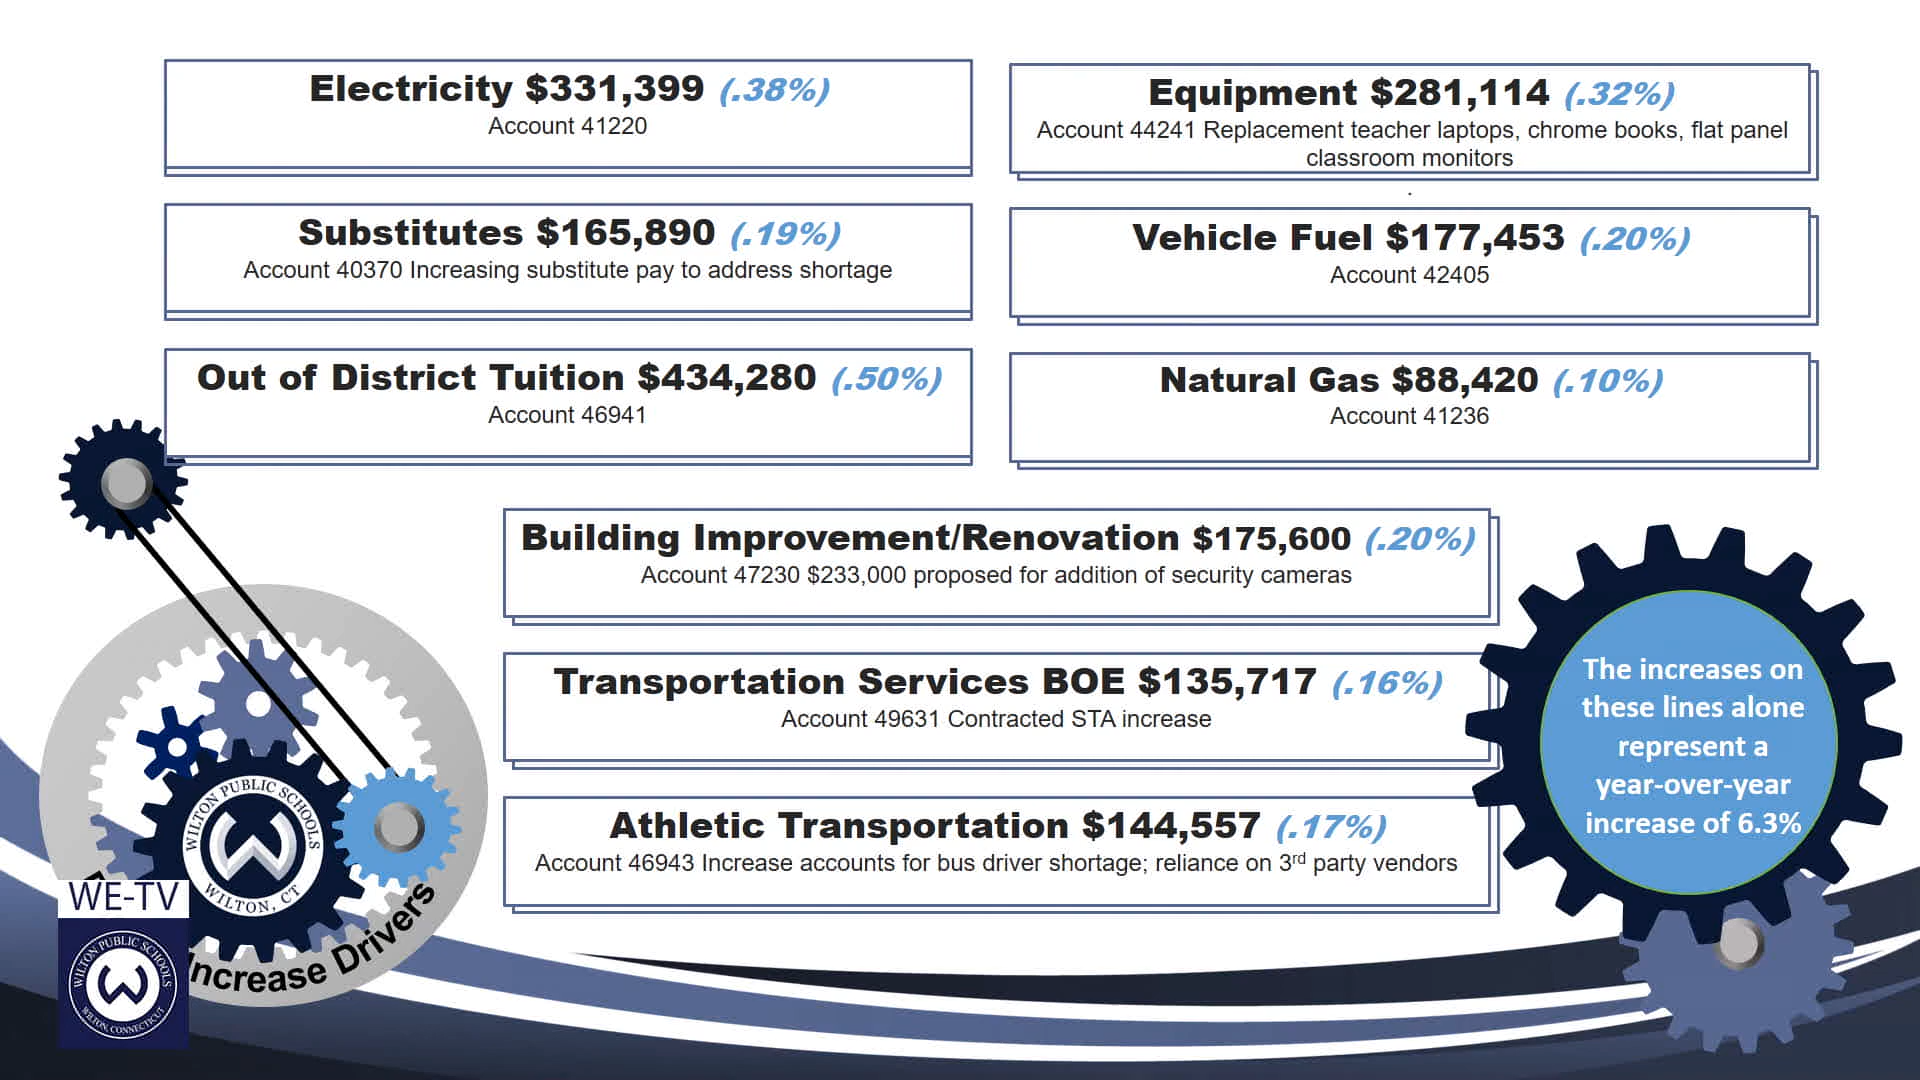 Electricity $331,399 (.38%)
Account 41220
Equipment $281,114 (.32%)
Account 44241 Replacement teacher laptops, chrome books, flat panel
classroom monitors
.
Substitutes $165,890 (.19%)
Account 40370 Increasing substitute pay to address shortage
Vehicle Fuel $177,453 (.20%)
Account 42405
Out of District Tuition $434,280 (.50%)
Account 46941
Natural Gas $88,420 (.10%)
Account 41236
Building Improvement/Renovation $175,600 (.20%)
Account 47230 $233,000 proposed for addition of security cameras
Transportation Services BOE $135,717 (.16%)
Account 49631 Contracted STA increase
Athletic Transportation $144,557 (.17%)
Account 46943 Increase accounts for bus driver shortage; reliance on 3rd party vendors
The increases on
these lines alone
represent a
year-over-year
increase of 6.3%
WILTON PUBLIC SCHOOLS
WILTON, CT
Increase Drivers
WE-TV
WILTON PUBLIC SCHOOLS
WILTON, CONNECTICUT